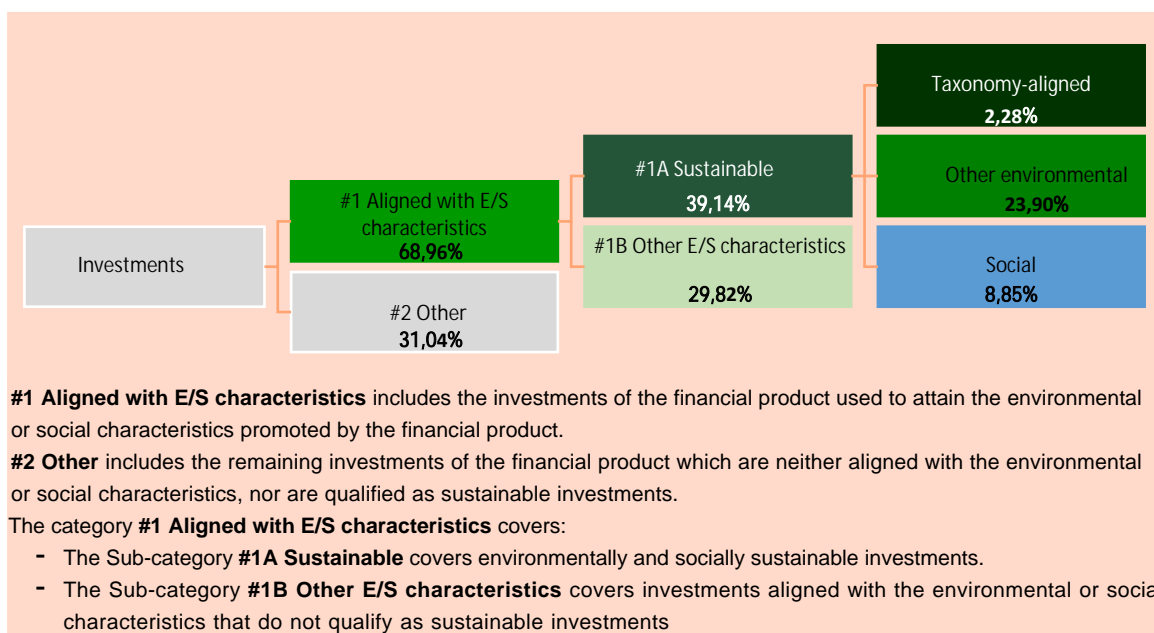 Taxonomy-aligned
2,28%
#1A Sustainable
39,14%
Other environmental
23,90%
#1 Aligned with E/S
characteristics
68,96%
#1B Other E/S characteristics
29,82%
Investments
Social
8,85%
#2 Other
31,04%
#1 Aligned with E/S characteristics includes the investments of the financial product used to attain the environmental
or social characteristics promoted by the financial product.
#2 Other includes the remaining investments of the financial product which are neither aligned with the environmental
or social characteristics, nor are qualified as sustainable investments.
The category #1 Aligned with E/S characteristics covers:
- The Sub-category #1A Sustainable covers environmentally and socially sustainable investments.
- The Sub-category #1B Other E/S characteristics covers investments aligned with the environmental or socia
characteristics that do not qualify as sustainable investments